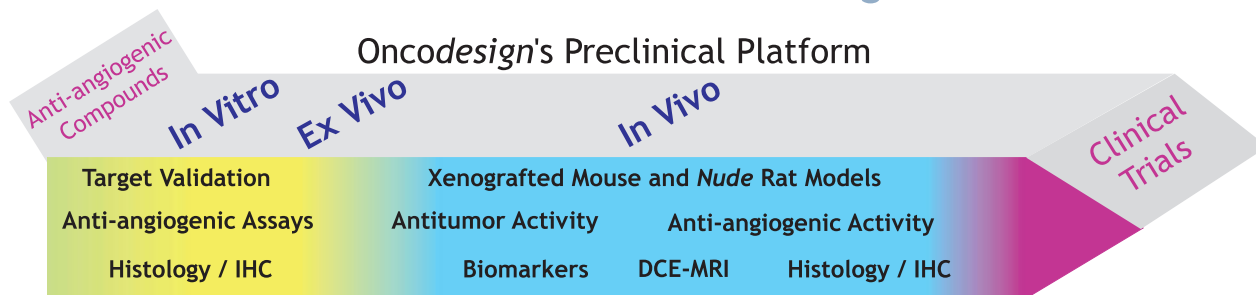 Oncodesign's Preclinical Platform
Anti-angiogenic
Compounds
In Vitro
Ex Vivo
In Vivo
Clinical
Trials
Target Validation
Xenografted Mouse and Nude Rat Models
Anti-angiogenic Assays
Antitumor Activity
Anti-angiogenic Activity
Histology / IHC
Biomarkers
DCE-MRI
Histology / IHC